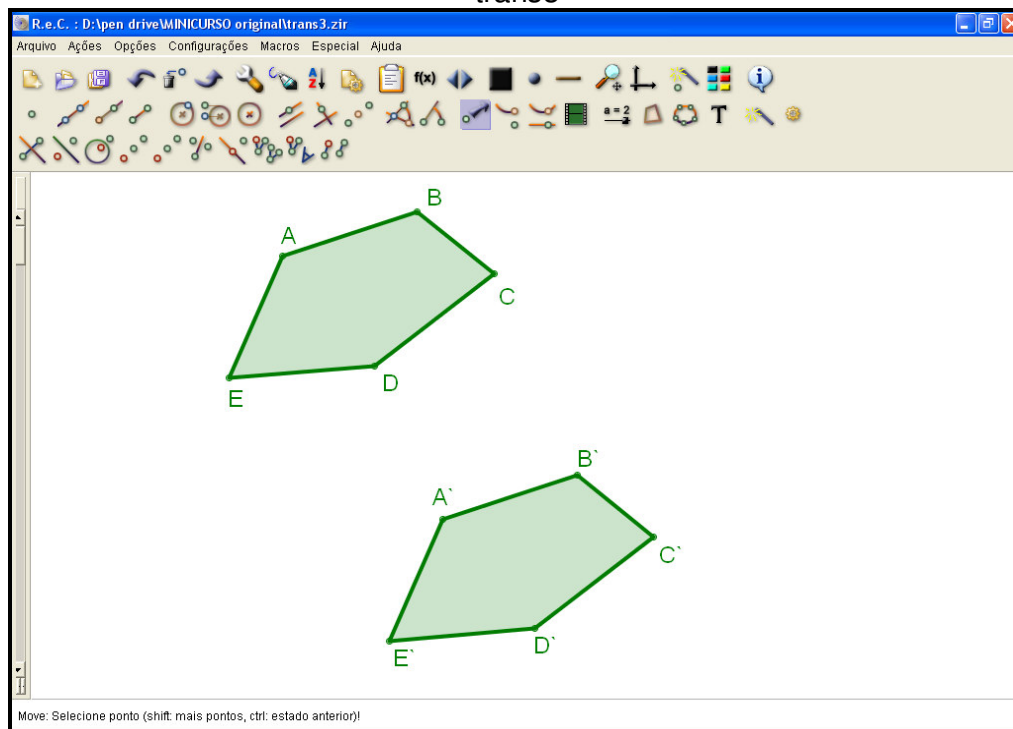 trans3
R.e.C. : D:\pen drive\MINICURSO original\trans3.zir
Arquivo Ações Opções Configurações Macros Especial Ajuda
f(x)
a = 2
T
B
A
C
D
E
B`
A`
C`
D`
E`
Move: Selecione ponto (shift: mais pontos, ctrl: estado anterior)!